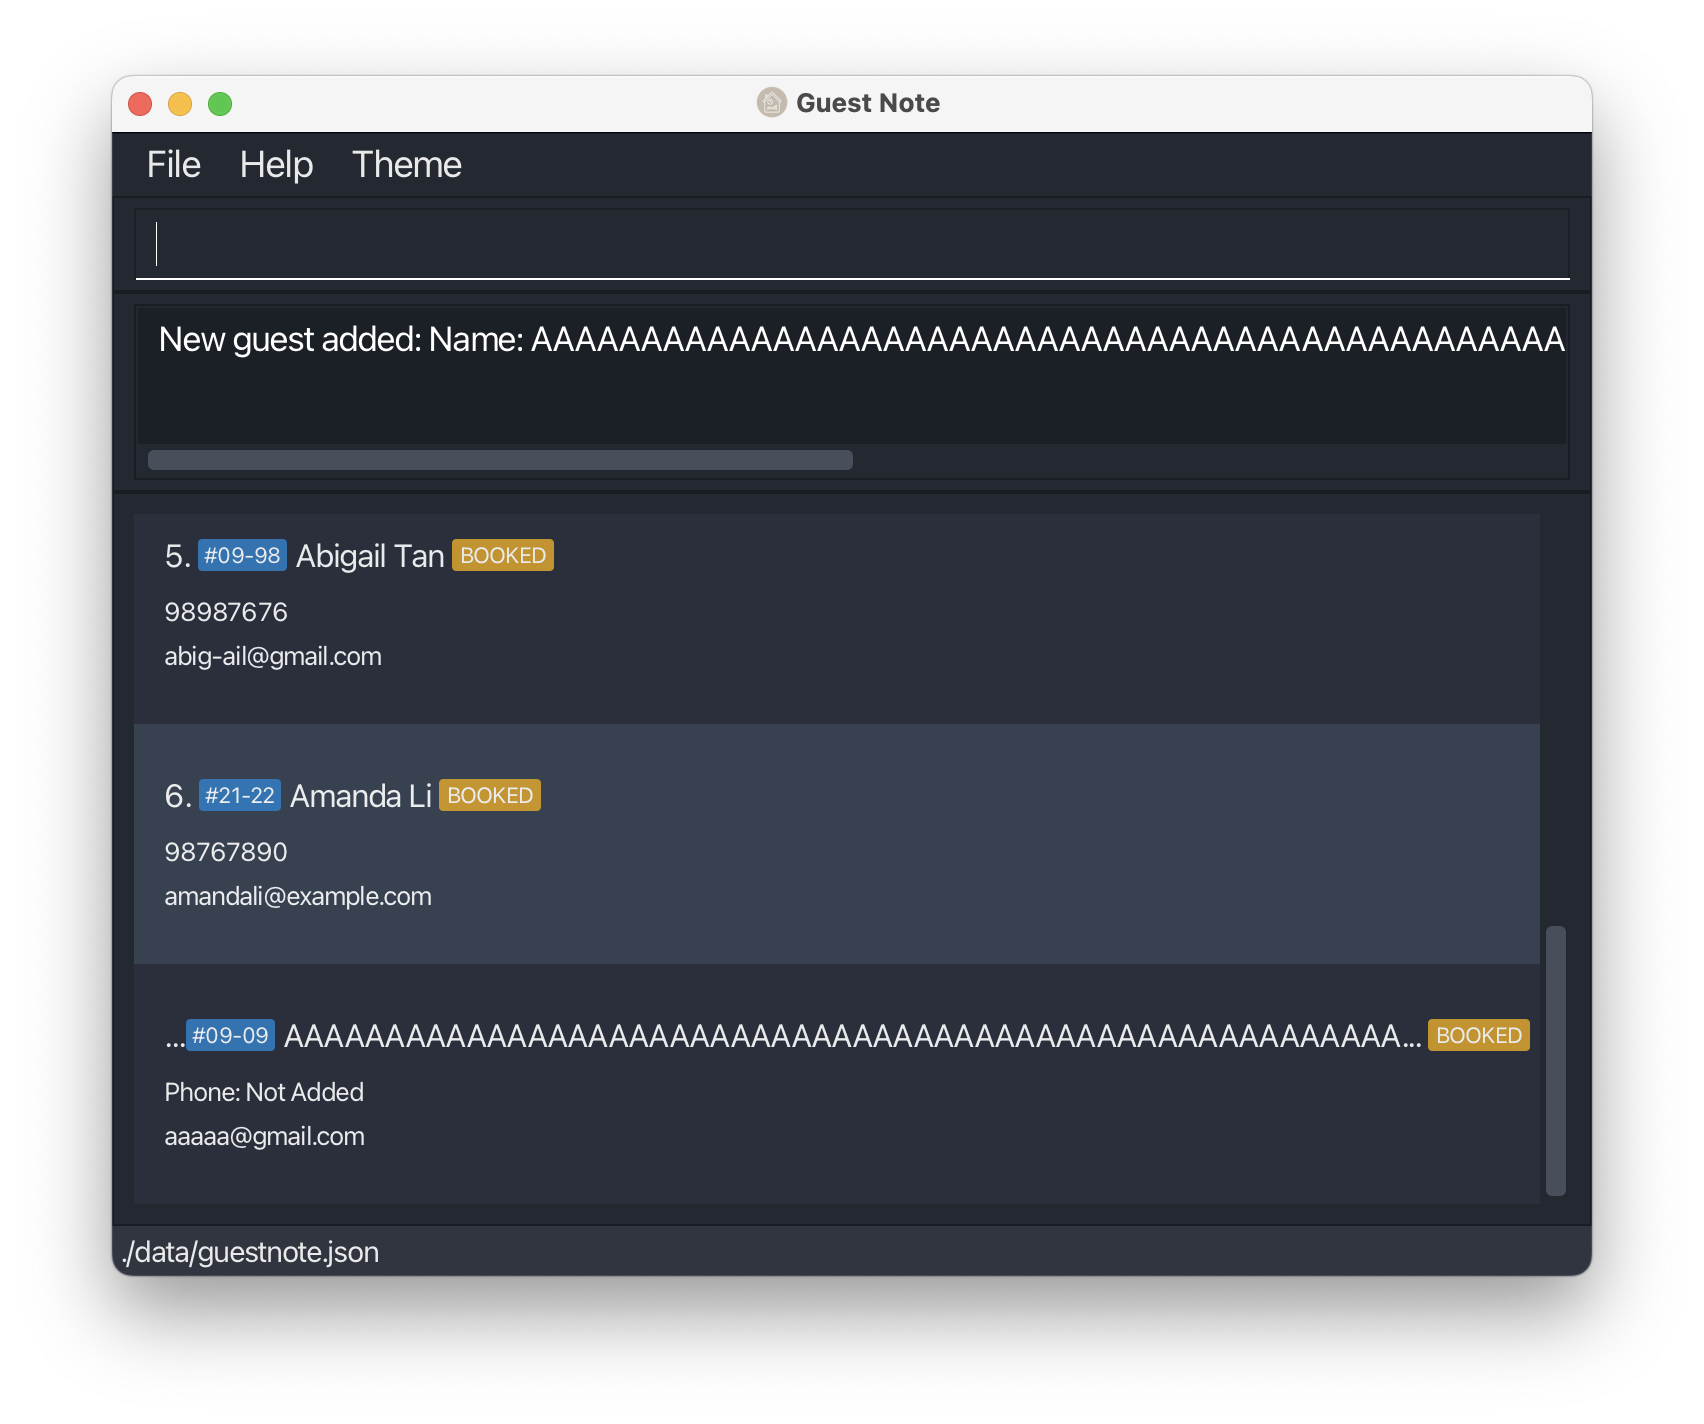 Guest Note
File Help Theme
New guest added: Name: AAAAAAAAAAAAAAAAAAAAAAAAAAAAAAAAAAAAAAAAAAAAAAA
5. #09-98 Abigail Tan BOOKED
98987676
abig-ail@gmail.com
6. #21-22 Amanda Li BOOKED
98767890
amandali@example.com
...#09-09 AAAAAAAAAAAAAAAAAAAAAAAAAAAAAAAAAAAAAAAAAAAAAAAAAAAAAAA... BOOKED
Phone: Not Added
aaaaa@gmail.com
./data/guestnote.json